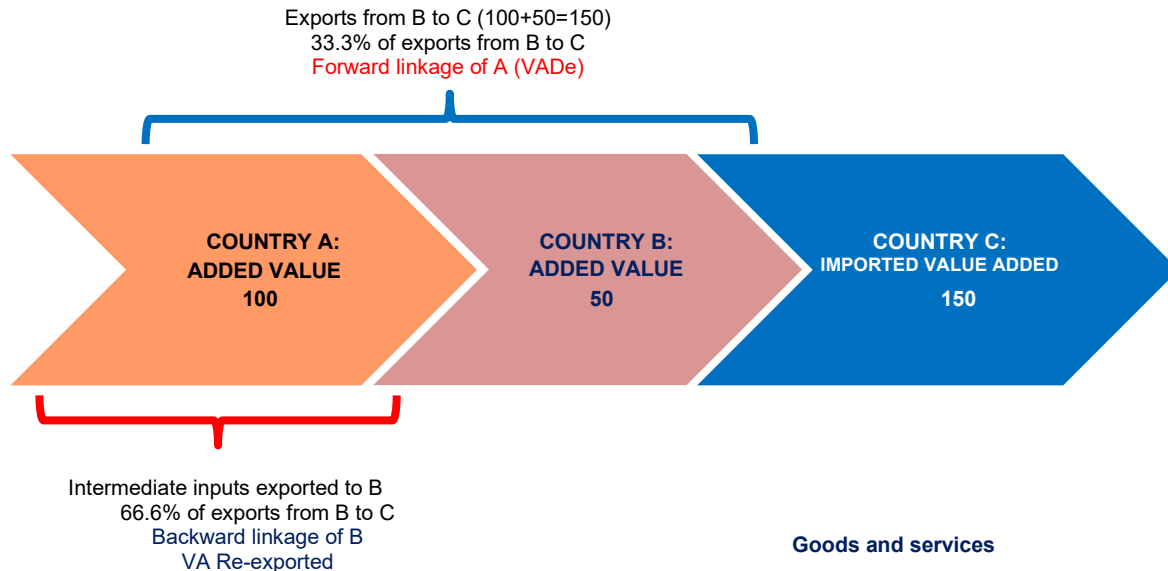 Exports from B to C (100+50=150)
33.3% of exports from B to C
Forward linkage of A (VADe)
COUNTRY A:
ADDED VALUE
100
COUNTRY B:
ADDED VALUE
50
COUNTRY C:
IMPORTED VALUE ADDED
150
Intermediate inputs exported to B
66.6% of exports from B to C
Backward linkage of B
VA Re-exported
Goods and services